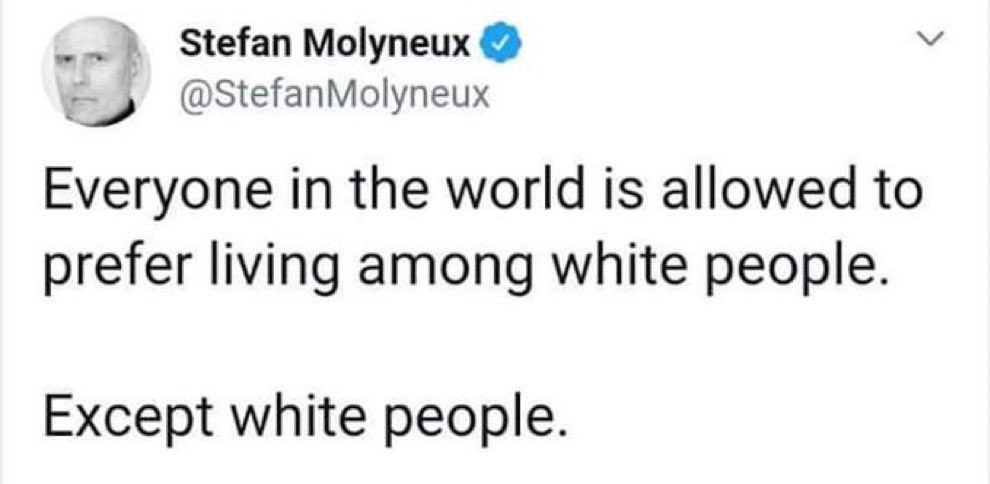 Stefan Molyneux
@StefanMolyneux
Everyone in the world is allowed to
prefer living among white people.
Except white people.